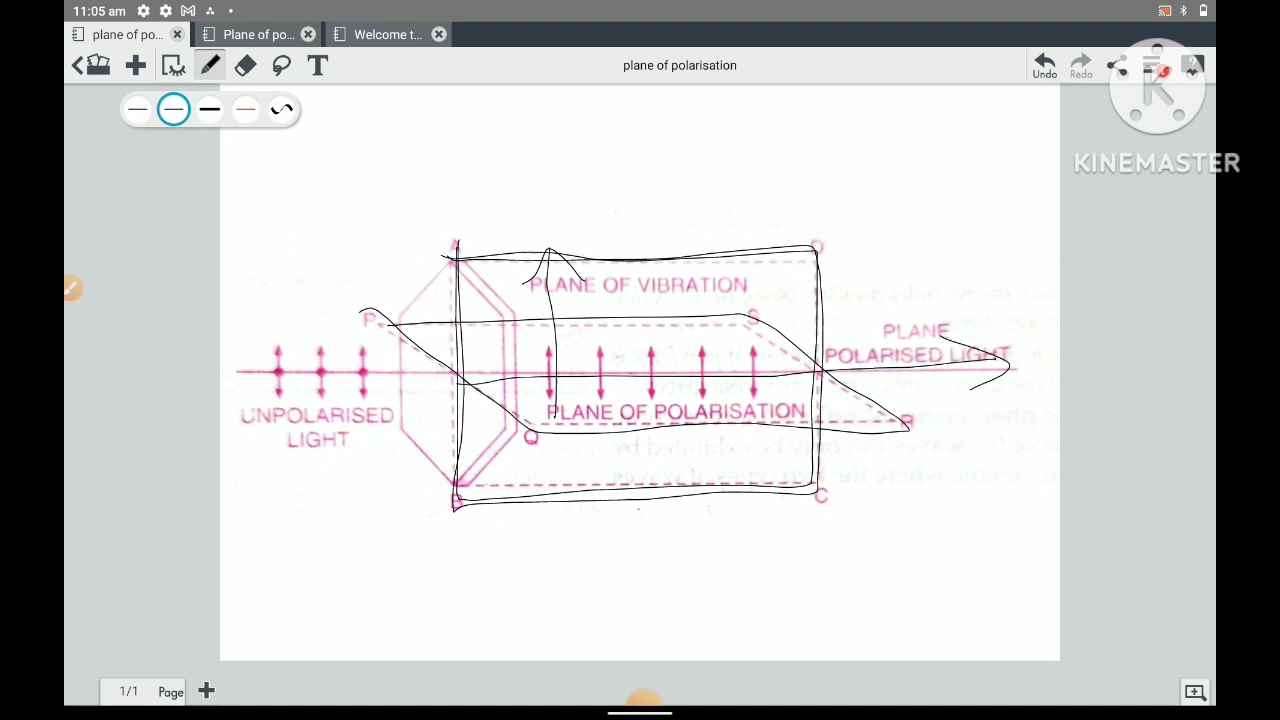 11:05 am
plane of po...
Plane of po...
Welcome t...
plane of polarisation
Undo
Redo
K
KINEMASTER
A
D
PLANE OF VIBRATION
P
S
PLANE
POLARISED LIGHT
UNPOLARISED
LIGHT
PLANE OF POLARISATION
Q
R
B
C
1/1 Page